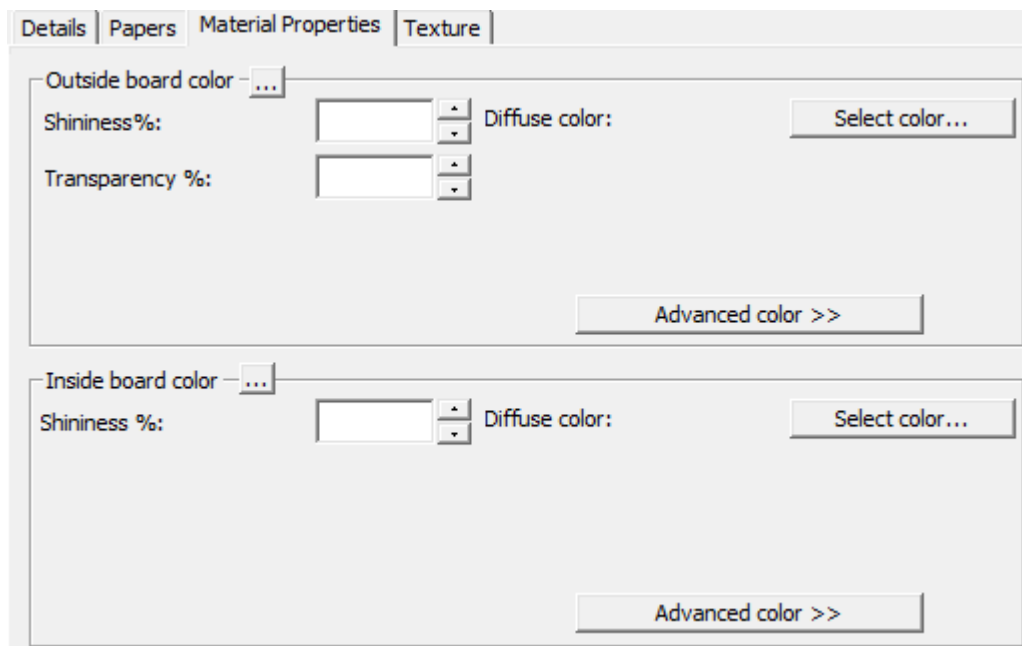 Details Papers Material Properties Texture
Outside board color ...
Shininess%: Diffuse color: Select color...
Transparency %:
Advanced color >>
Inside board color ...
Shininess %: Diffuse color: Select color...
Advanced color >>